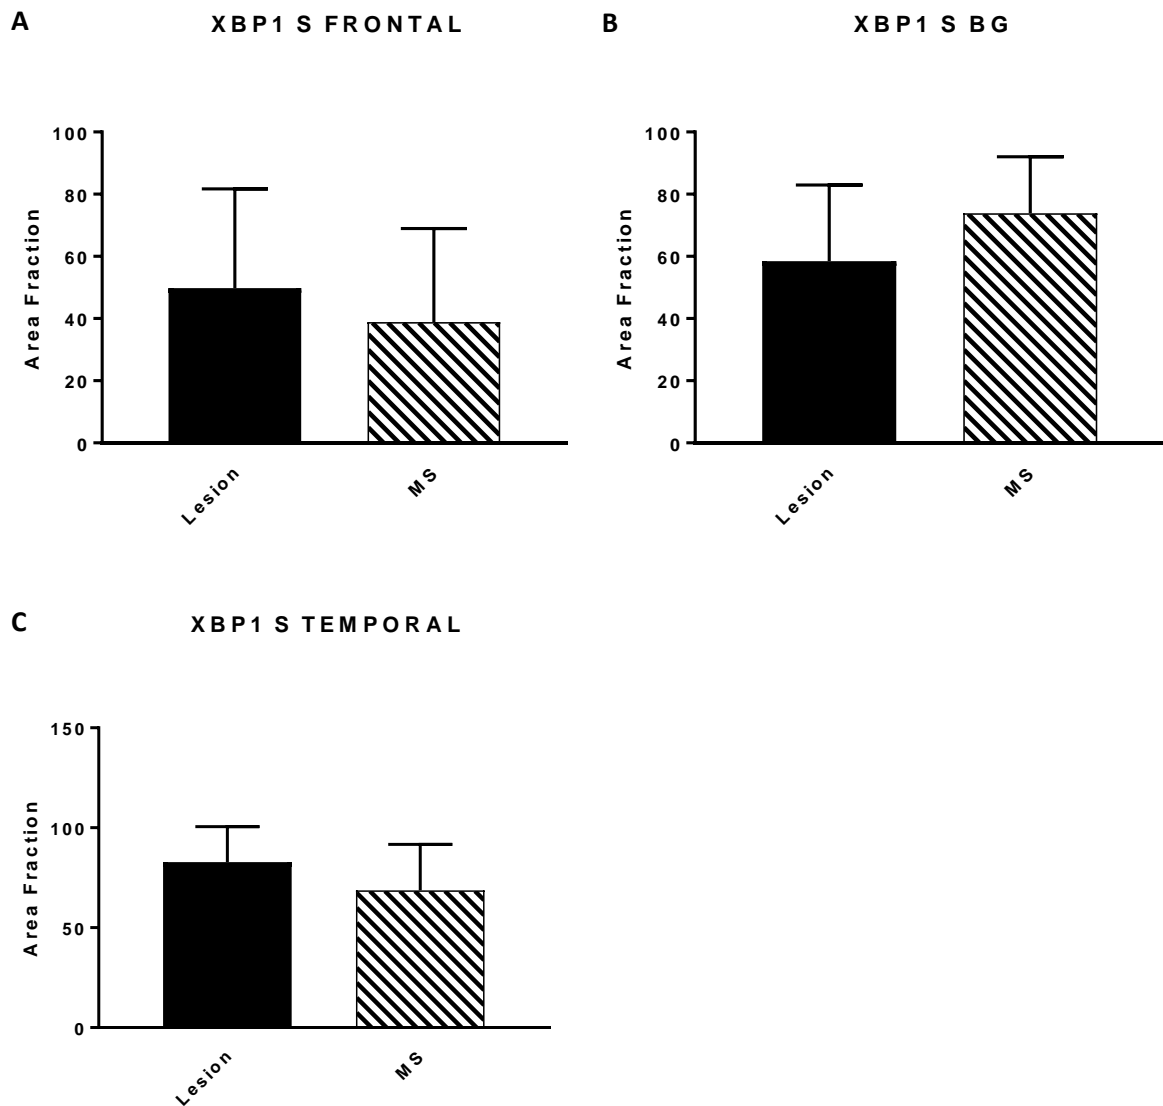 A
XBP1 S FRONTAL
100
80
60
40
20
0
Area Fraction
Lesion
MS
B
XBP1 S BG
100
80
60
40
20
0
Area Fraction
Lesion
MS
C
XBP1 S TEMPORAL
150
100
50
0
Area Fraction
Lesion
MS